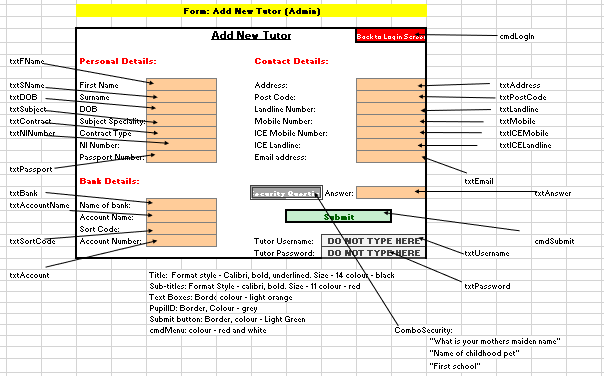 Form: Add New Tutor (Admin)
Add New Tutor
Back to Login Screen
cmdLogIn
txtFName
Personal Details:
Contact Details:
txtSName
First Name
Address:
txtAddress
txtDOB
Surname
Post Code:
txtPostCode
txtSubject
DOB
Landline Number:
txtLandline
txtContract
Subject Speciality:
Mobile Number:
txtMobile
txtNINumber
Contract Type
ICE Mobile Number:
txtICEMobile
NI Number:
ICE Landline:
txtICELandline
txtPassport
Passport Number:
Email address:
txtEmail
Bank Details:
txtBank
ecurity Questi
Answer:
txtAnswer
txtAccountName
Name of bank:
Account Name:
Submit
txtSortCode
Sort Code:
cmdSubmit
Account Number:
Tutor Username:
DO NOT TYPE HERE
txtUsername
Tutor Password:
DO NOT TYPE HERE
txtAccount
txtPassword
Title: Format style - Calibri, bold, underlined. Size - 14 colour - black
Sub-titles: Format Style - calibri, bold. Size - 11 colour - red
Text Boxes: Borde colour - light orange
PupilID: Border, Colour - grey
Submit button: Border, colour - Light Green
cmdMenu: colour - red and white
ComboSecurity:
"What is your mothers maiden name"
"Name of childhood pet"
"First school"